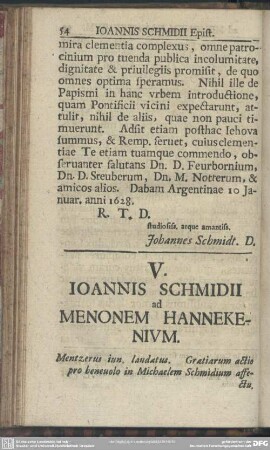 54 IOANNIS SCHMIDII Epist.
mira clementia complexus, omne patro-
cinium pro tuenda publica incolumitate,
dignitate & priuilegiis promisit, de quo
omnes optima speramus. Nihil ille de
Papismi in hanc vrbem introductione,
quam Pontificii vicini expectarunt, at-
tulit, nihil de aliis, quae non pauci ti-
muerunt. Adsit etiam posthac Iehova
summus, & Remp. seruet, cuius clemen-
tiae Te etiam tuamque commendo, ob-
seruanter salutans Dn. D. Feurbornium,
Dn. D. Steuberum, Dn. M. Notterum, &
amicos alios. Dabam Argentinae 10 Ja-
nuar. anni 1628.
R. T. D.
studiosiss. atque amantiss.
Johannes Schmidt. D.
V.
IOANNIS SCHMIDII
ad
MENONEM HANNEKE-
NIVM.
Mentzerus iun. laudatus. Gratiarum actio
pro beneuolo in Michaelem Schmidium affe-
ctu.